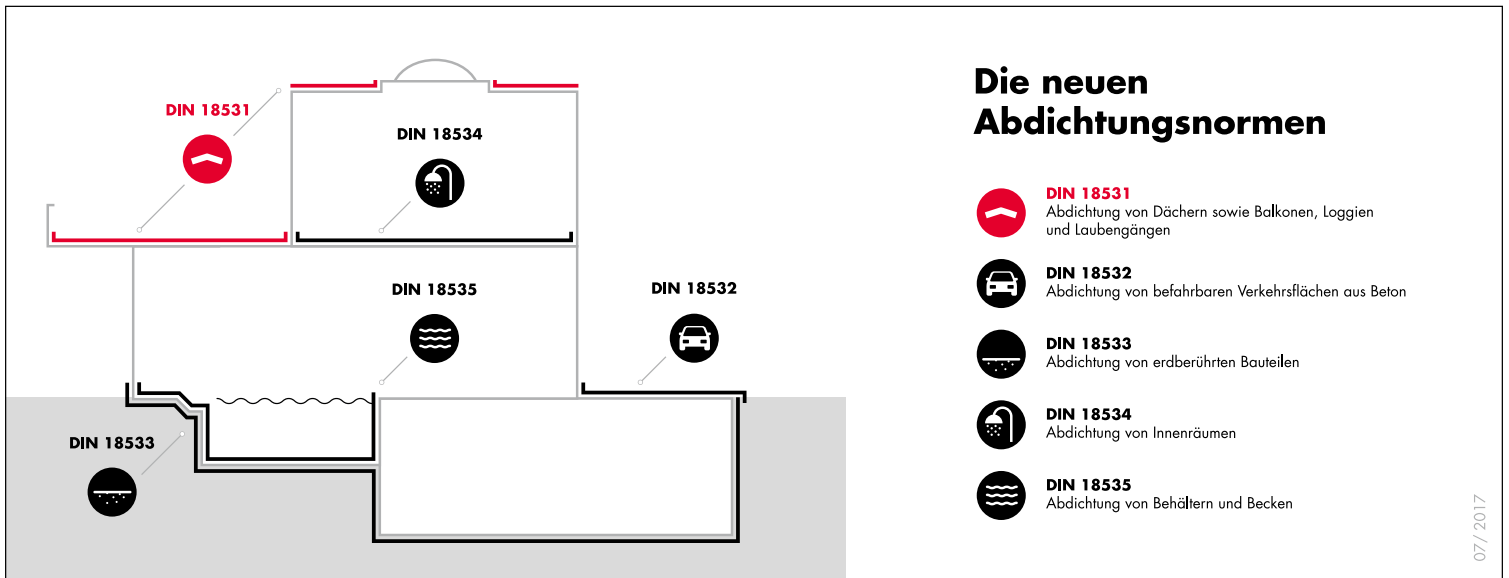 DIN 18531
DIN 18534
DIN 18535
DIN 18532
DIN 18533
Die neuen
Abdichtungsnormen
DIN 18531
Abdichtung von Dächern sowie Balkonen, Loggien
und Laubengängen
DIN 18532
Abdichtung von befahrbaren Verkehrsflächen aus Beton
DIN 18533
Abdichtung von erdberührten Bauteilen
DIN 18534
Abdichtung von Innenräumen
DIN 18535
Abdichtung von Behältern und Becken
07/2017